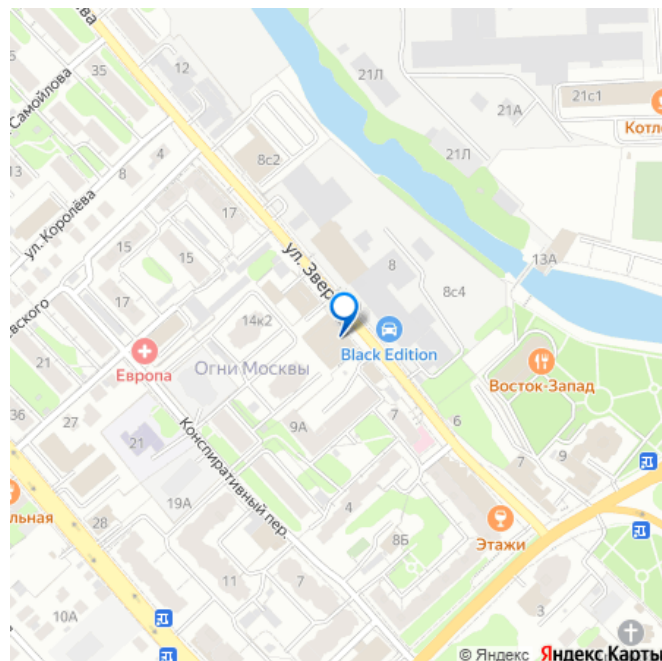 ова
35
12
21Л
21А
21с1
Котл
. Самойлова
13
8
4
8с2
21Л
ул. Королёва
17
15
15
17
ул. Звер
8
8с4
13А
вского
14к2
Black Edition
Европа
Огни Москвы
Восток-Запад
21
36
27
21
9А
7
6
7
9
Конспиративный пер.
19А
4
льная
28
8Б
Этажи
11
7
10А
3
© Яндекс Яндекс Карты